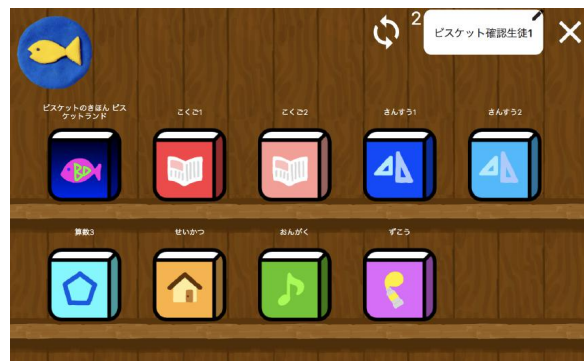 2
ビスケット確認生徒1
ビスケットのきほん ビス
ケットランド
こくご1
こくご2
さんすう1
さんすう2
算数3
せいかつ
おんがく
ずこう